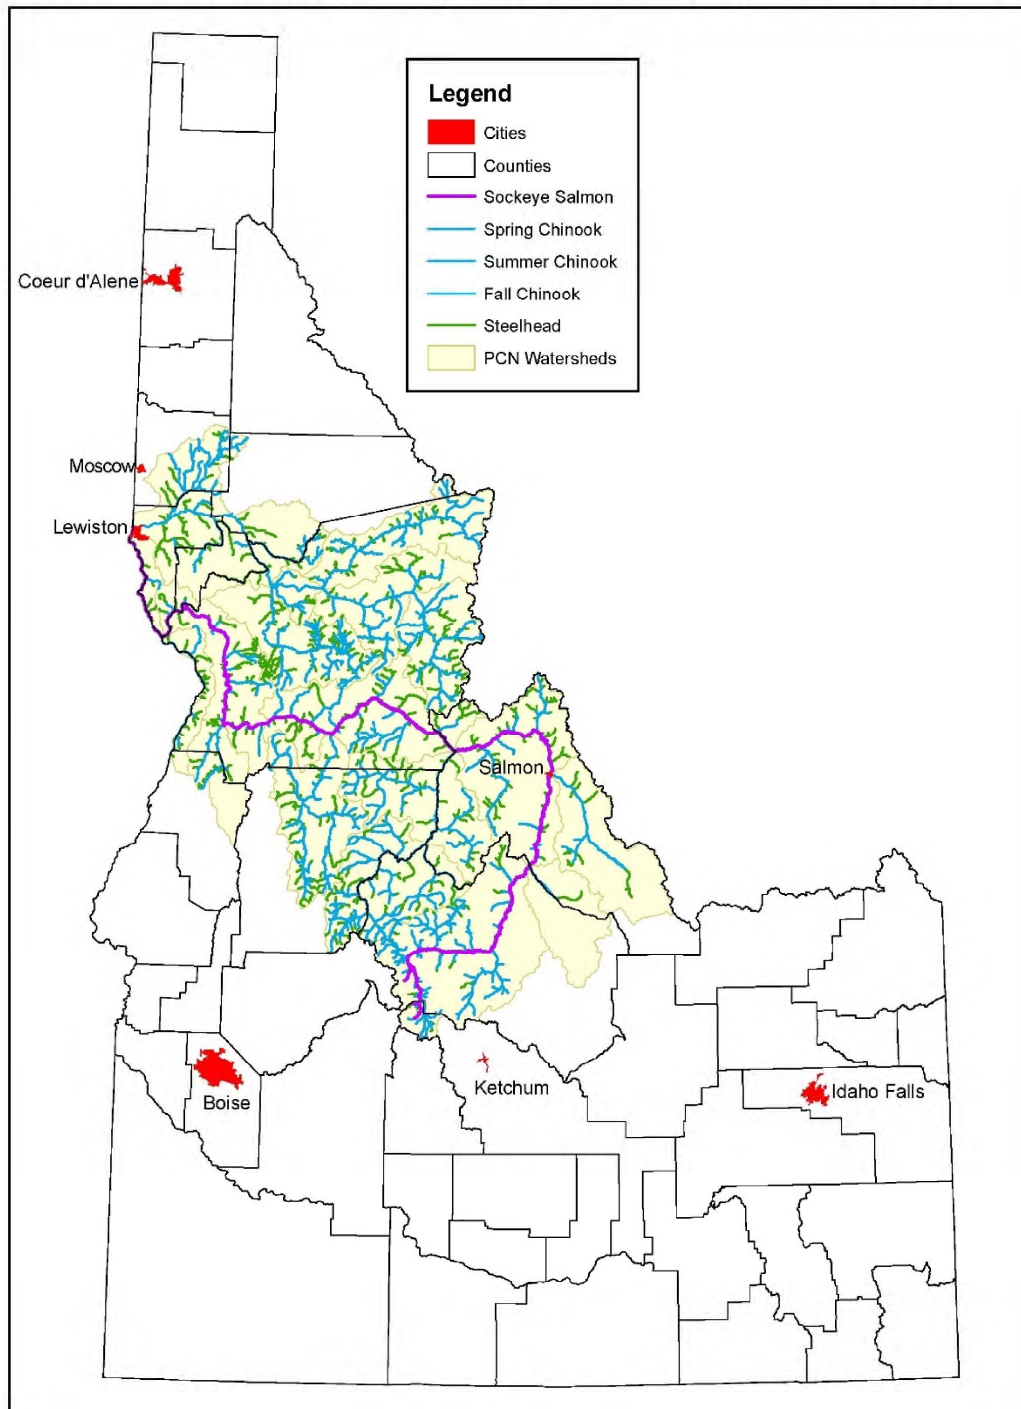 Legend
Cities
Counties
Sockeye Salmon
Spring Chinook
Summer Chinook
Fall Chinook
Steelhead
PCN Watersheds
Coeur d'Alene
Moscow
Lewiston
Salmon
Ketchum
Boise
Idaho Falls